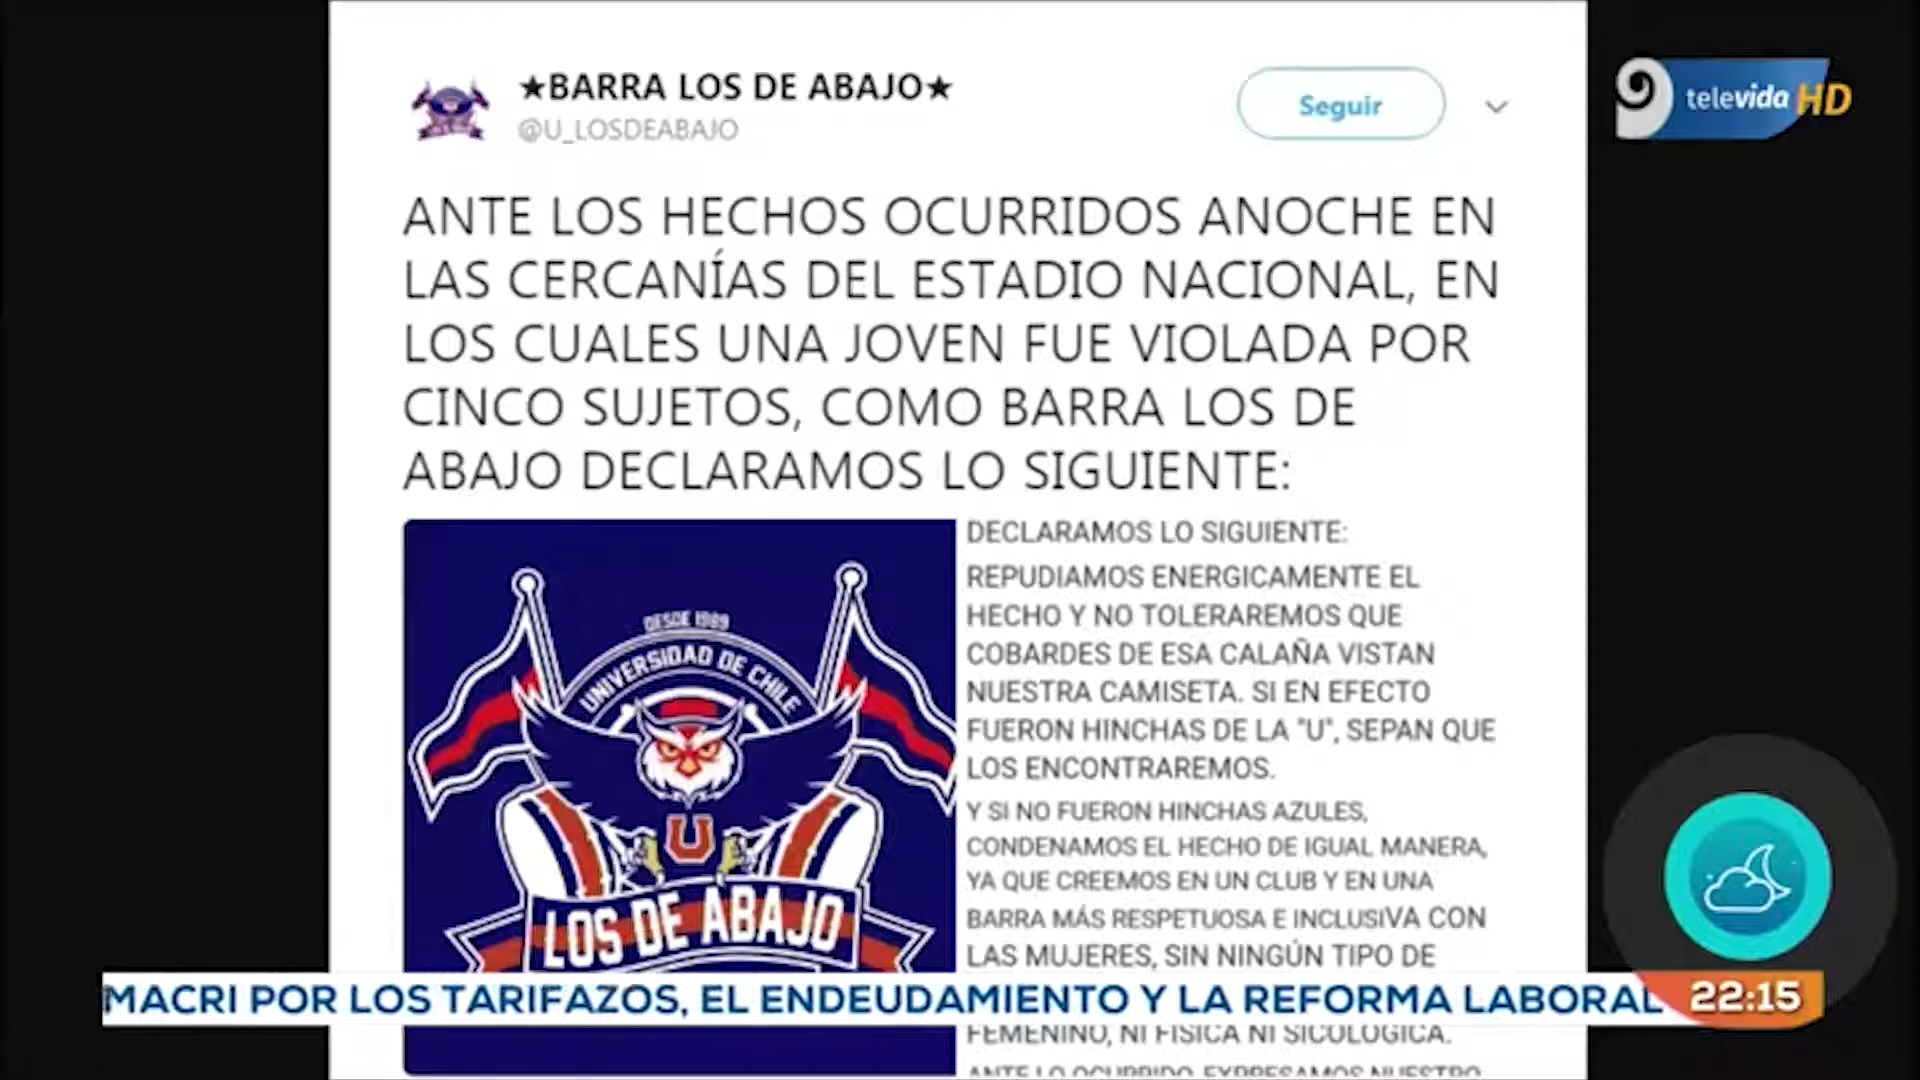 ★BARRA LOS DE ABAJO★
@U_LOSDEABAJO
Seguir
9 televida HD
ANTE LOS HECHOS OCURRIDOS ANOCHE EN
LAS CERCANÍAS DEL ESTADIO NACIONAL, EN
LOS CUALES UNA JOVEN FUE VIOLADA POR
CINCO SUJETOS, COMO BARRA LOS DE
ABAJO DECLARAMOS LO SIGUIENTE:
DESDE 1989
UNIVERSIDAD DE CHILE
U
LOS DE ABAJO
DECLARAMOS LO SIGUIENTE:
REPUDIAMOS ENERGICAMENTE EL
HECHO Y NO TOLERAREMOS QUE
COBARDES DE ESA CALAÑA VISTAN
NUESTRA CAMISETA. SI EN EFECTO
FUERON HINCHAS DE LA "U", SEPAN QUE
LOS ENCONTRAREMOS.
Y SI NO FUERON HINCHAS AZULES,
CONDENAMOS EL HECHO DE IGUAL MANERA,
YA QUE CREEMOS EN UN CLUB Y EN UNA
BARRA MÁS RESPETUOSA E INCLUSIVA CON
LAS MUJERES, SIN NINGÚN TIPO DE
FEMENINO, NI FISICA NI SICOLOGICA.
ANTE LO OCURRIDO, EXPRESAMOS NUESTRO
MACRI POR LOS TARIFAZOS, EL ENDEUDAMIENTO Y LA REFORMA LABORAL
22:15